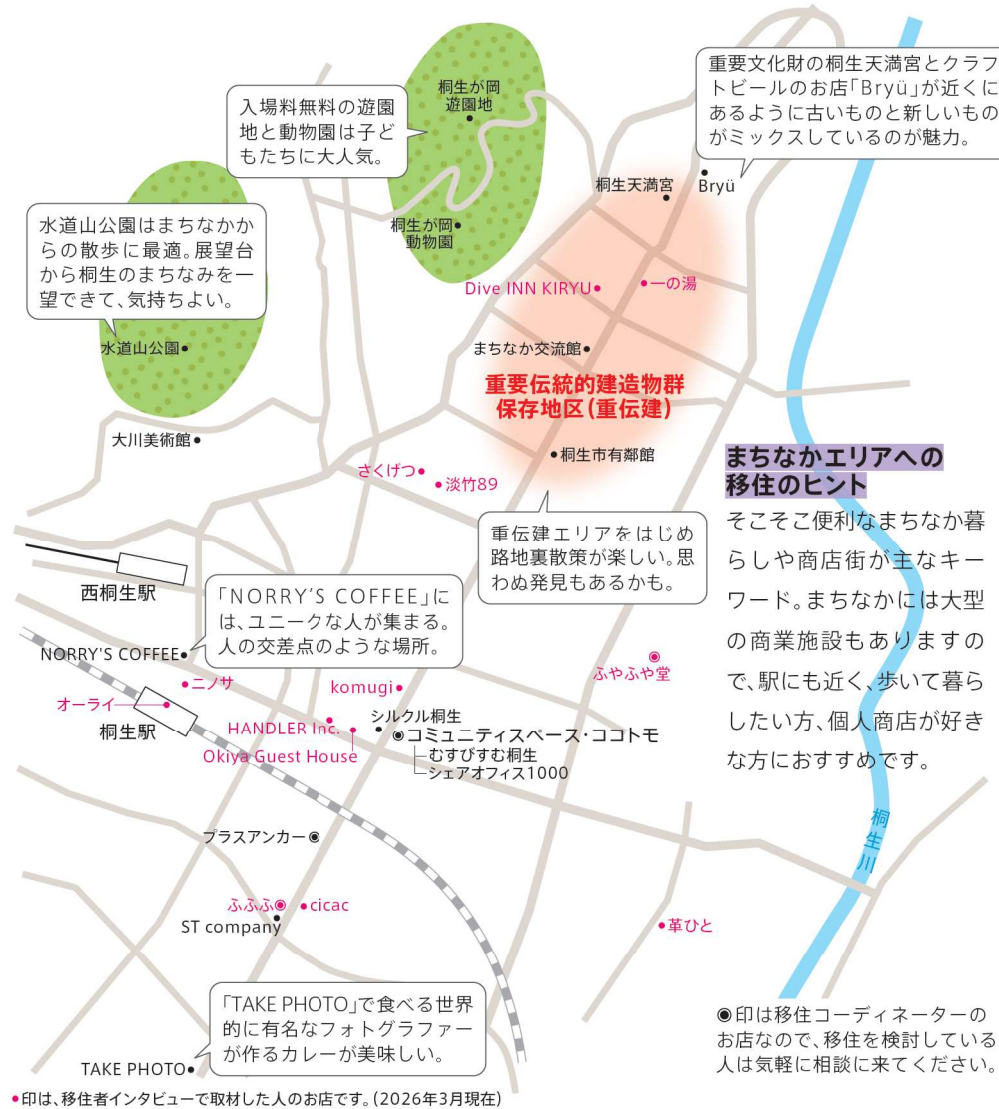 重要文化財の桐生天満宮とクラフ
トビールのお店「Bryü」が近くに
あるように古いものと新しいもの
がミックスしているのが魅力。
入場料無料の遊園
地と動物園は子ど
もたちに大人気。
桐生が岡
遊園地
桐生天満宮
Bryü
水道山公園はまちなかか
らの散歩に最適。展望台
から桐生のまちなみを一
望できて、気持ちよい。
桐生が岡
動物園
Dive INN KIRYU
一の湯
水道山公園
まちなか交流館
重要伝統的建造物群
保存地区(重伝建)
大川美術館
桐生市有鄰館
さくげつ
淡竹89
まちなかエリアへの
移住のヒント
そこそこ便利なまちなか暮
らしや商店街が主なキー
ワード。まちなかには大型
の商業施設もありますの
で、駅にも近く、歩いて暮ら
したい方、個人商店が好き
な方におすすめです。
重伝建エリアをはじめ
路地裏散策が楽しい。思
わぬ発見もあるかも。
西桐生駅
「NORRY'S COFFEE」に
は、ユニークな人が集まる。
人の交差点のような場所。
NORRY'S COFFEE
ニノサ
オーライ
桐生駅
komugi
ふやふや堂
HANDLER Inc.
シルクル桐生
Okiya Guest House
◉コミュニティスペース・ココトモ
むすびすむ桐生
シェアオフィス1000
桐生川
プラスアンカー◉
ふふふ◉
cicac
ST company
革ひと
「TAKE PHOTO」で食べる世界
的に有名なフォトグラファー
が作るカレーが美味しい。
TAKE PHOTO
◉印は移住コーディネーターの
お店なので、移住を検討している
人は気軽に相談に来てください。
●印は、移住者インタビューで取材した人のお店です。(2026年3月現在)